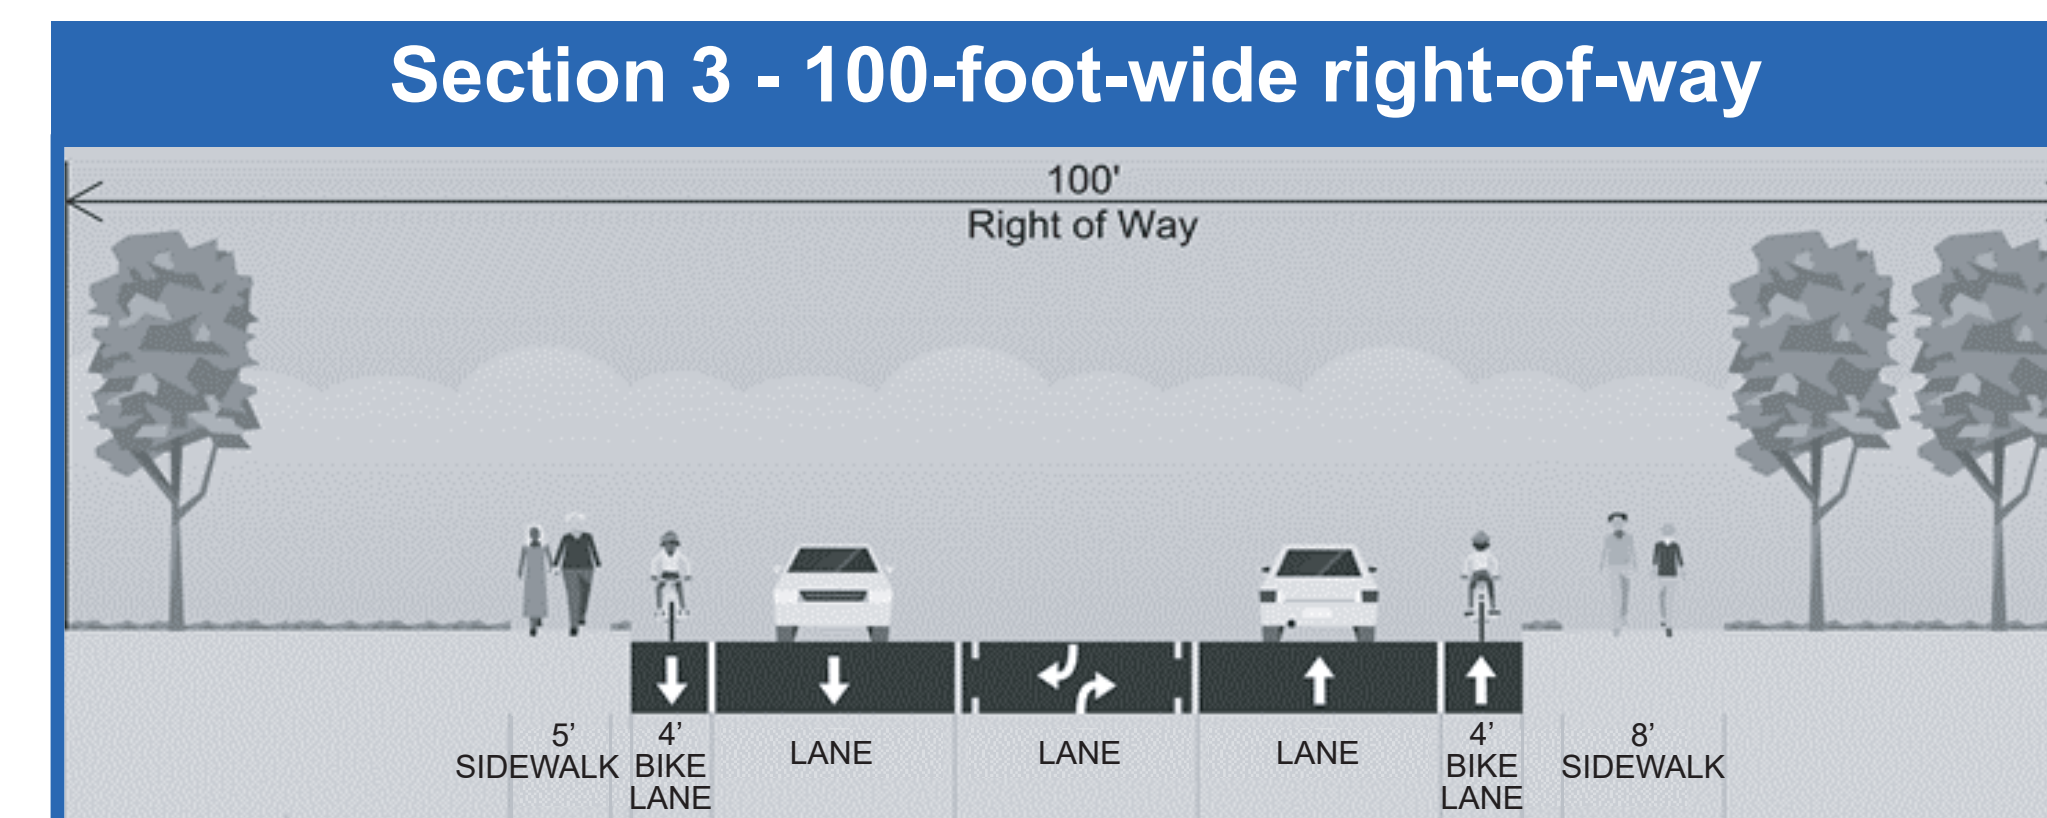 Section 3 - 100-foot-wide right-of-way
100'
Right of Way
5’
SIDEWALK
4’
BIKE
LANE
LANE
LANE
LANE
4’
BIKE
LANE
8’
SIDEWALK